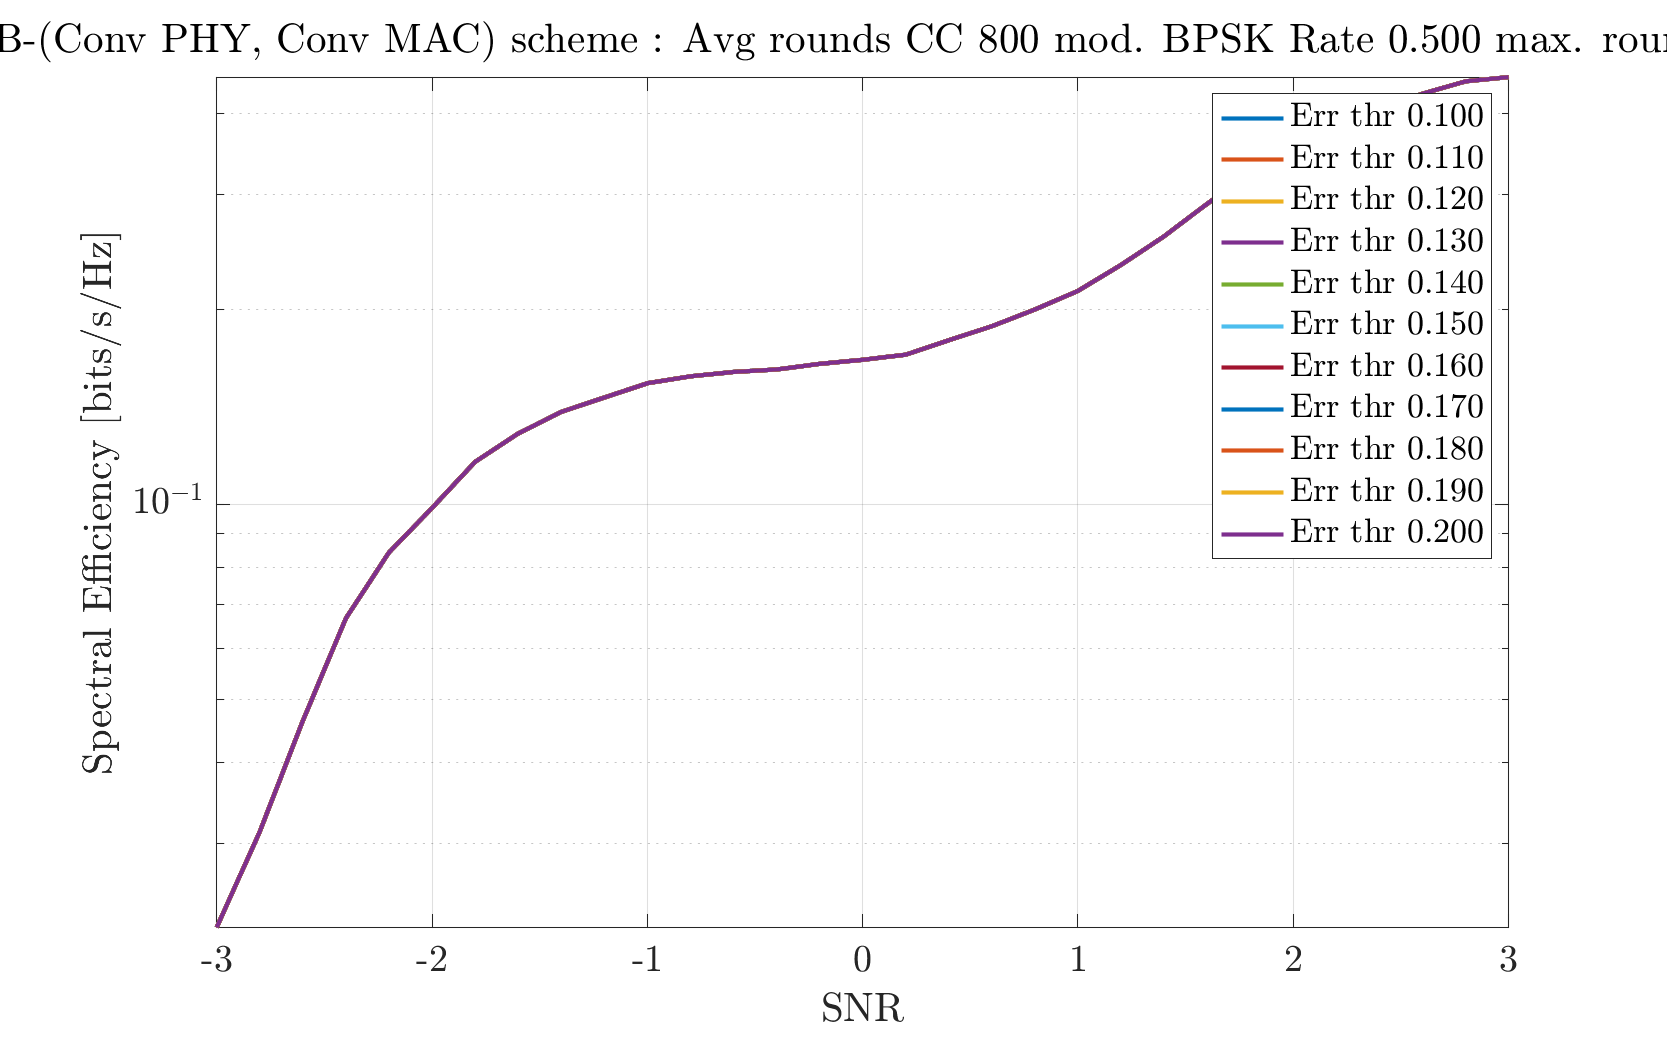 B-(Conv PHY, Conv MAC) scheme : Avg rounds CC 800 mod. BPSK Rate 0.500 max.
Spectral Efficiency [bits/s/Hz]
10⁻¹
Err thr 0.100
Err thr 0.110
Err thr 0.120
Err thr 0.130
Err thr 0.140
Err thr 0.150
Err thr 0.160
Err thr 0.170
Err thr 0.180
Err thr 0.190
Err thr 0.200
-3 -2 -1 0 1 2 3
SNR